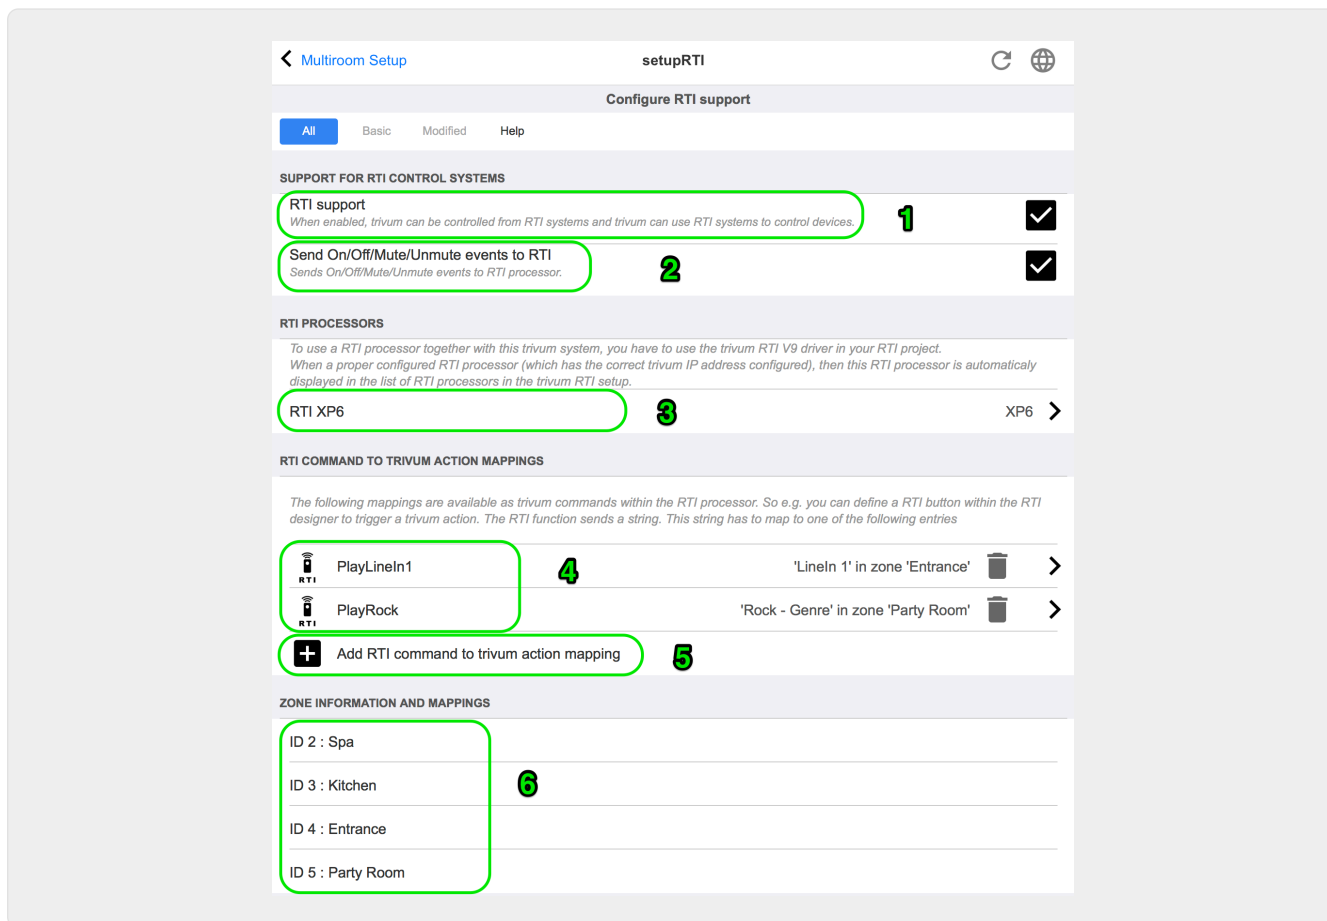 Multiroom Setup
setupRTI
Configure RTI support
All Basic Modified Help
SUPPORT FOR RTI CONTROL SYSTEMS
RTI support
When enabled, trivum can be controlled from RTI systems and trivum can use RTI systems to control devices.
1
Send On/Off/Mute/Unmute events to RTI
Sends On/Off/Mute/Unmute events to RTI processor.
2
RTI PROCESSORS
To use a RTI processor together with this trivum system, you have to use the trivum RTI V9 driver in your RTI project.
When a proper configured RTI processor (which has the correct trivum IP address configured), then this RTI processor is automaticaly
displayed in the list of RTI processors in the trivum RTI setup.
RTI XP6 3 XP6
RTI COMMAND TO TRIVUM ACTION MAPPINGS
The following mappings are available as trivum commands within the RTI processor. So e.g. you can define a RTI button within the RTI
designer to trigger a trivum action. The RTI function sends a string. This string has to map to one of the following entries
RTI PlayLineIn1 4 'LineIn 1' in zone 'Entrance'
RTI PlayRock 'Rock - Genre' in zone 'Party Room'
Add RTI command to trivum action mapping 5
ZONE INFORMATION AND MAPPINGS
ID 2 : Spa
ID 3 : Kitchen 6
ID 4 : Entrance
ID 5 : Party Room